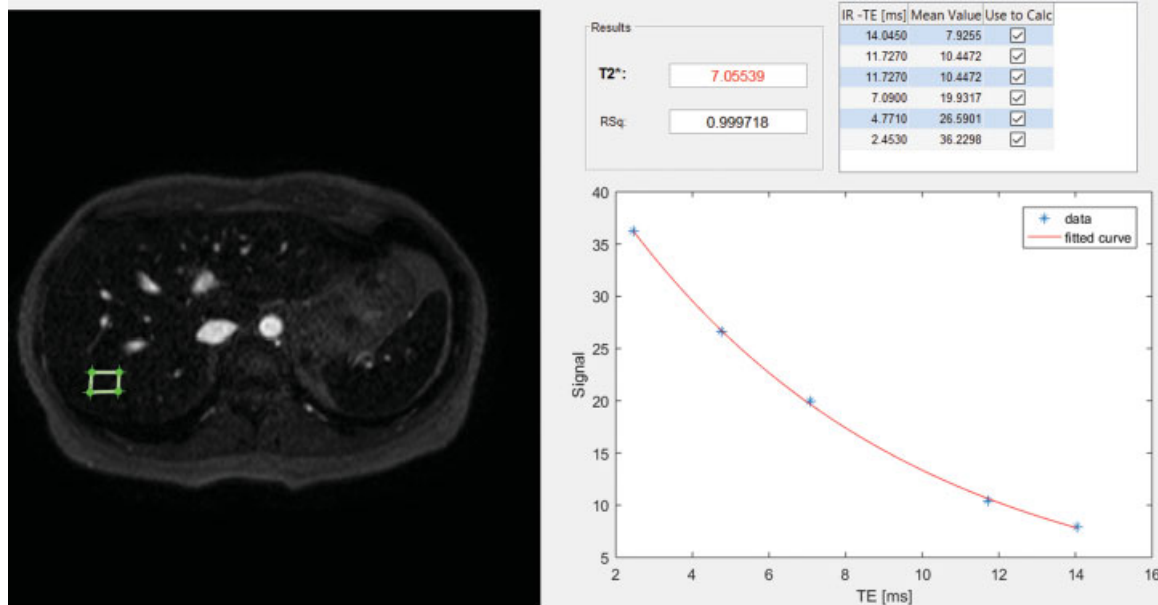 Results
T2*: 7.05539
RSq: 0.999718
IR -TE [ms] Mean Value Use to Calc
14.0450 7.9255
11.7270 10.4472
11.7270 10.4472
7.0900 19.9317
4.7710 26.5901
2.4530 36.2298
40
35
30
25
20
15
10
5
Signal
data
fitted curve
2 4 6 8 10 12 14 16
TE [ms]